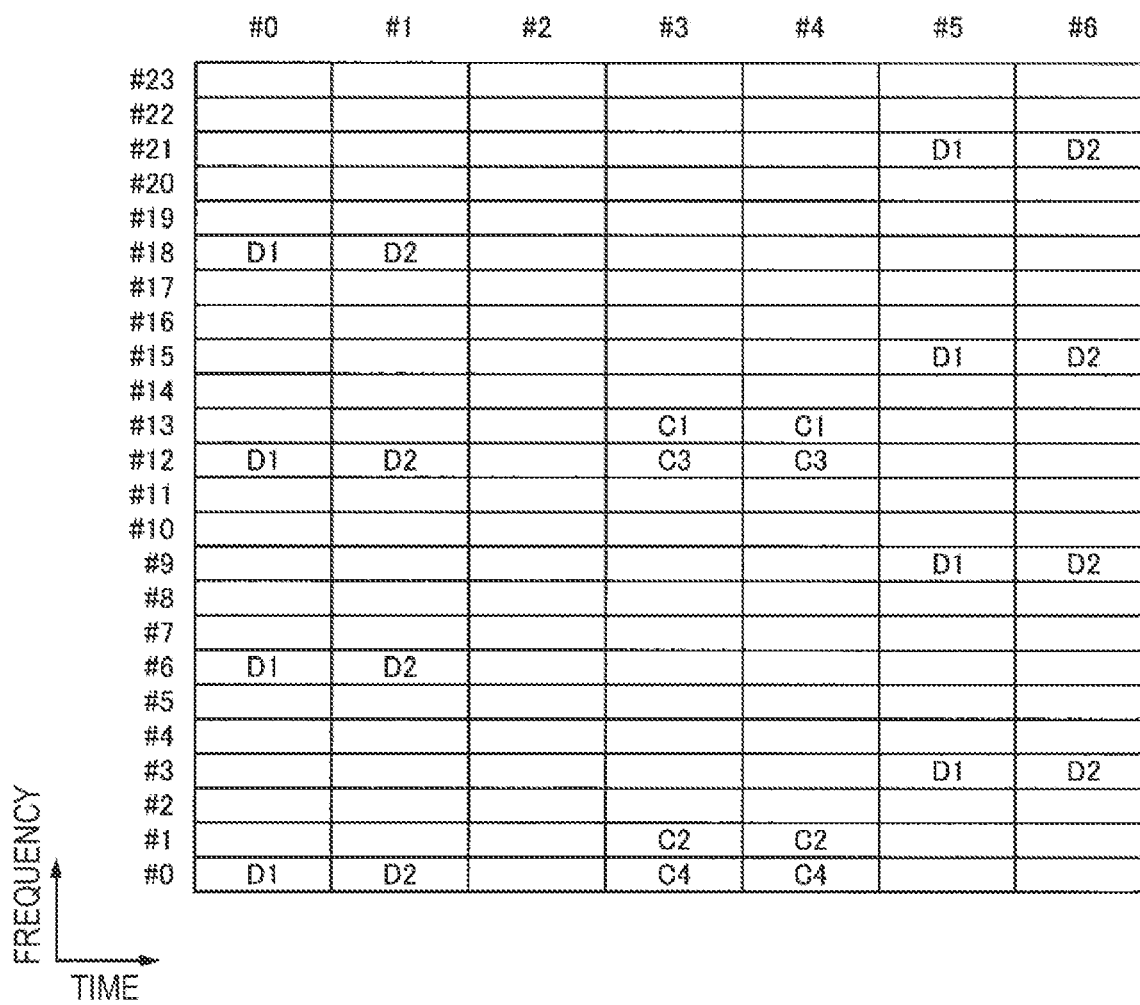 #0 #1 #2 #3 #4 #5 #6
#23
#22
#21 D1 D2
#20
#19
#18 D1 D2
#17
#16
#15 D1 D2
#14
#13 C1 C1
#12 D1 D2 C3 C3
#11
#10
#9 D1 D2
#8
#7
#6 D1 D2
#5
#4
#3 D1 D2
#2
#1 C2 C2
#0 D1 D2 C4 C4
FREQUENCY
TIME